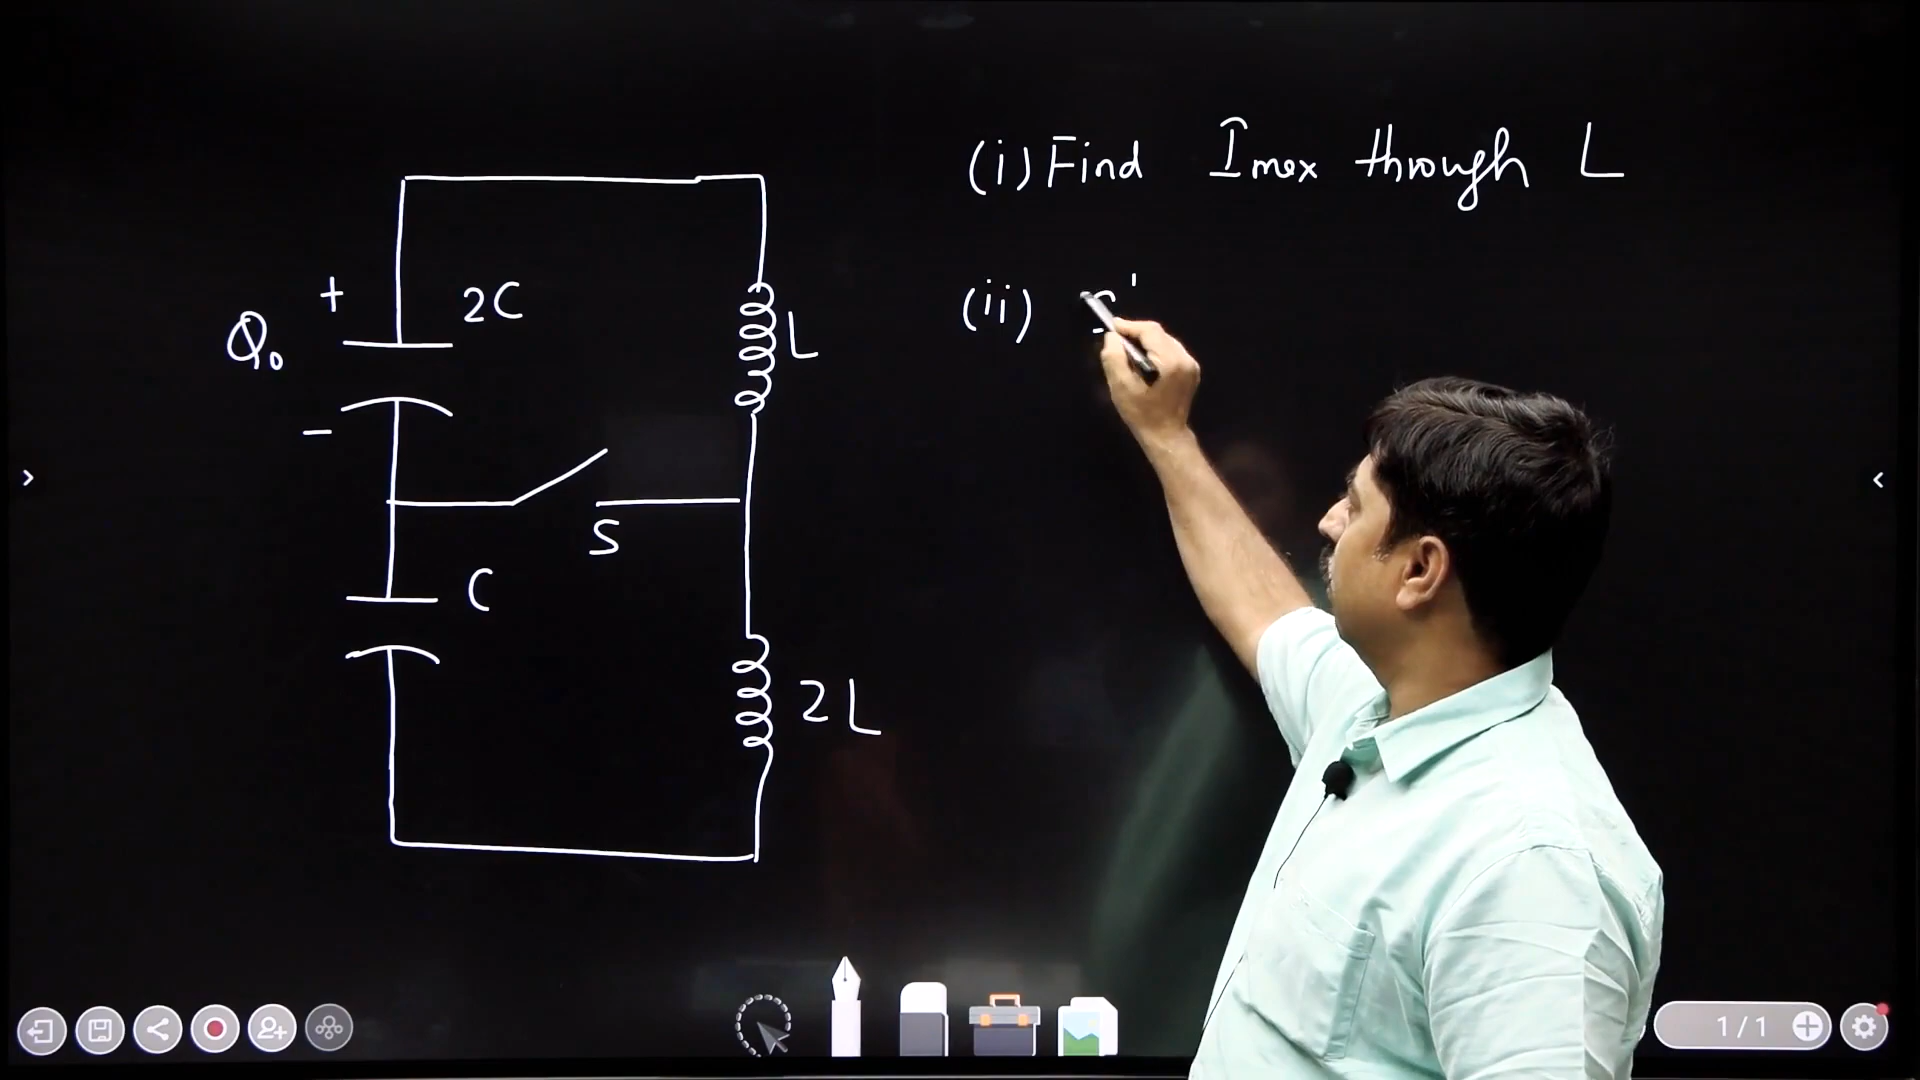 (i) Find Imax through L
(ii) S'
+
2C
Q₀
L
−
S
C
2L
1/1